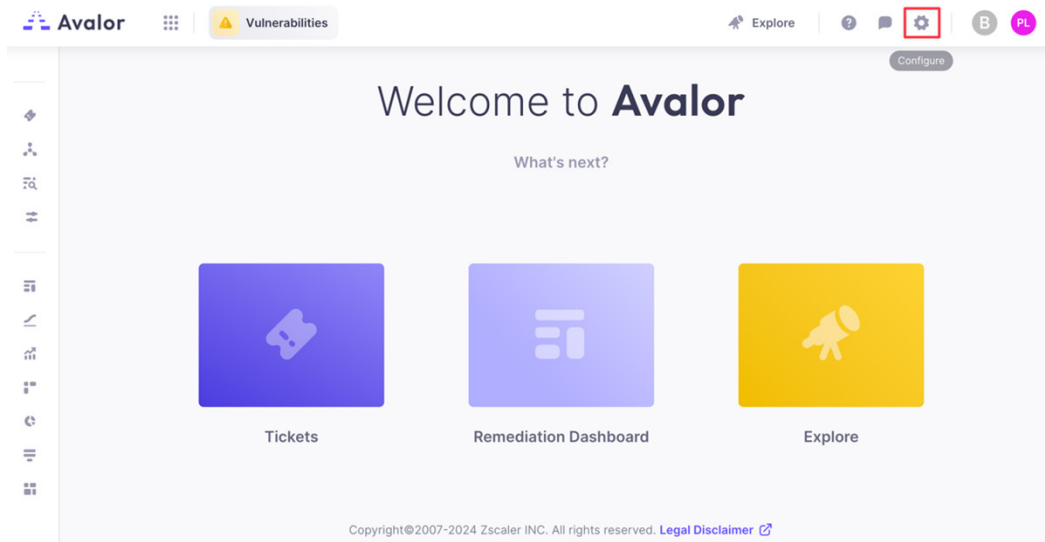 Avalor
Vulnerabilities
Explore
B
PL
Configure
Welcome to Avalor
What's next?
Tickets
Remediation Dashboard
Explore
Copyright©2007-2024 Zscaler INC. All rights reserved. Legal Disclaimer